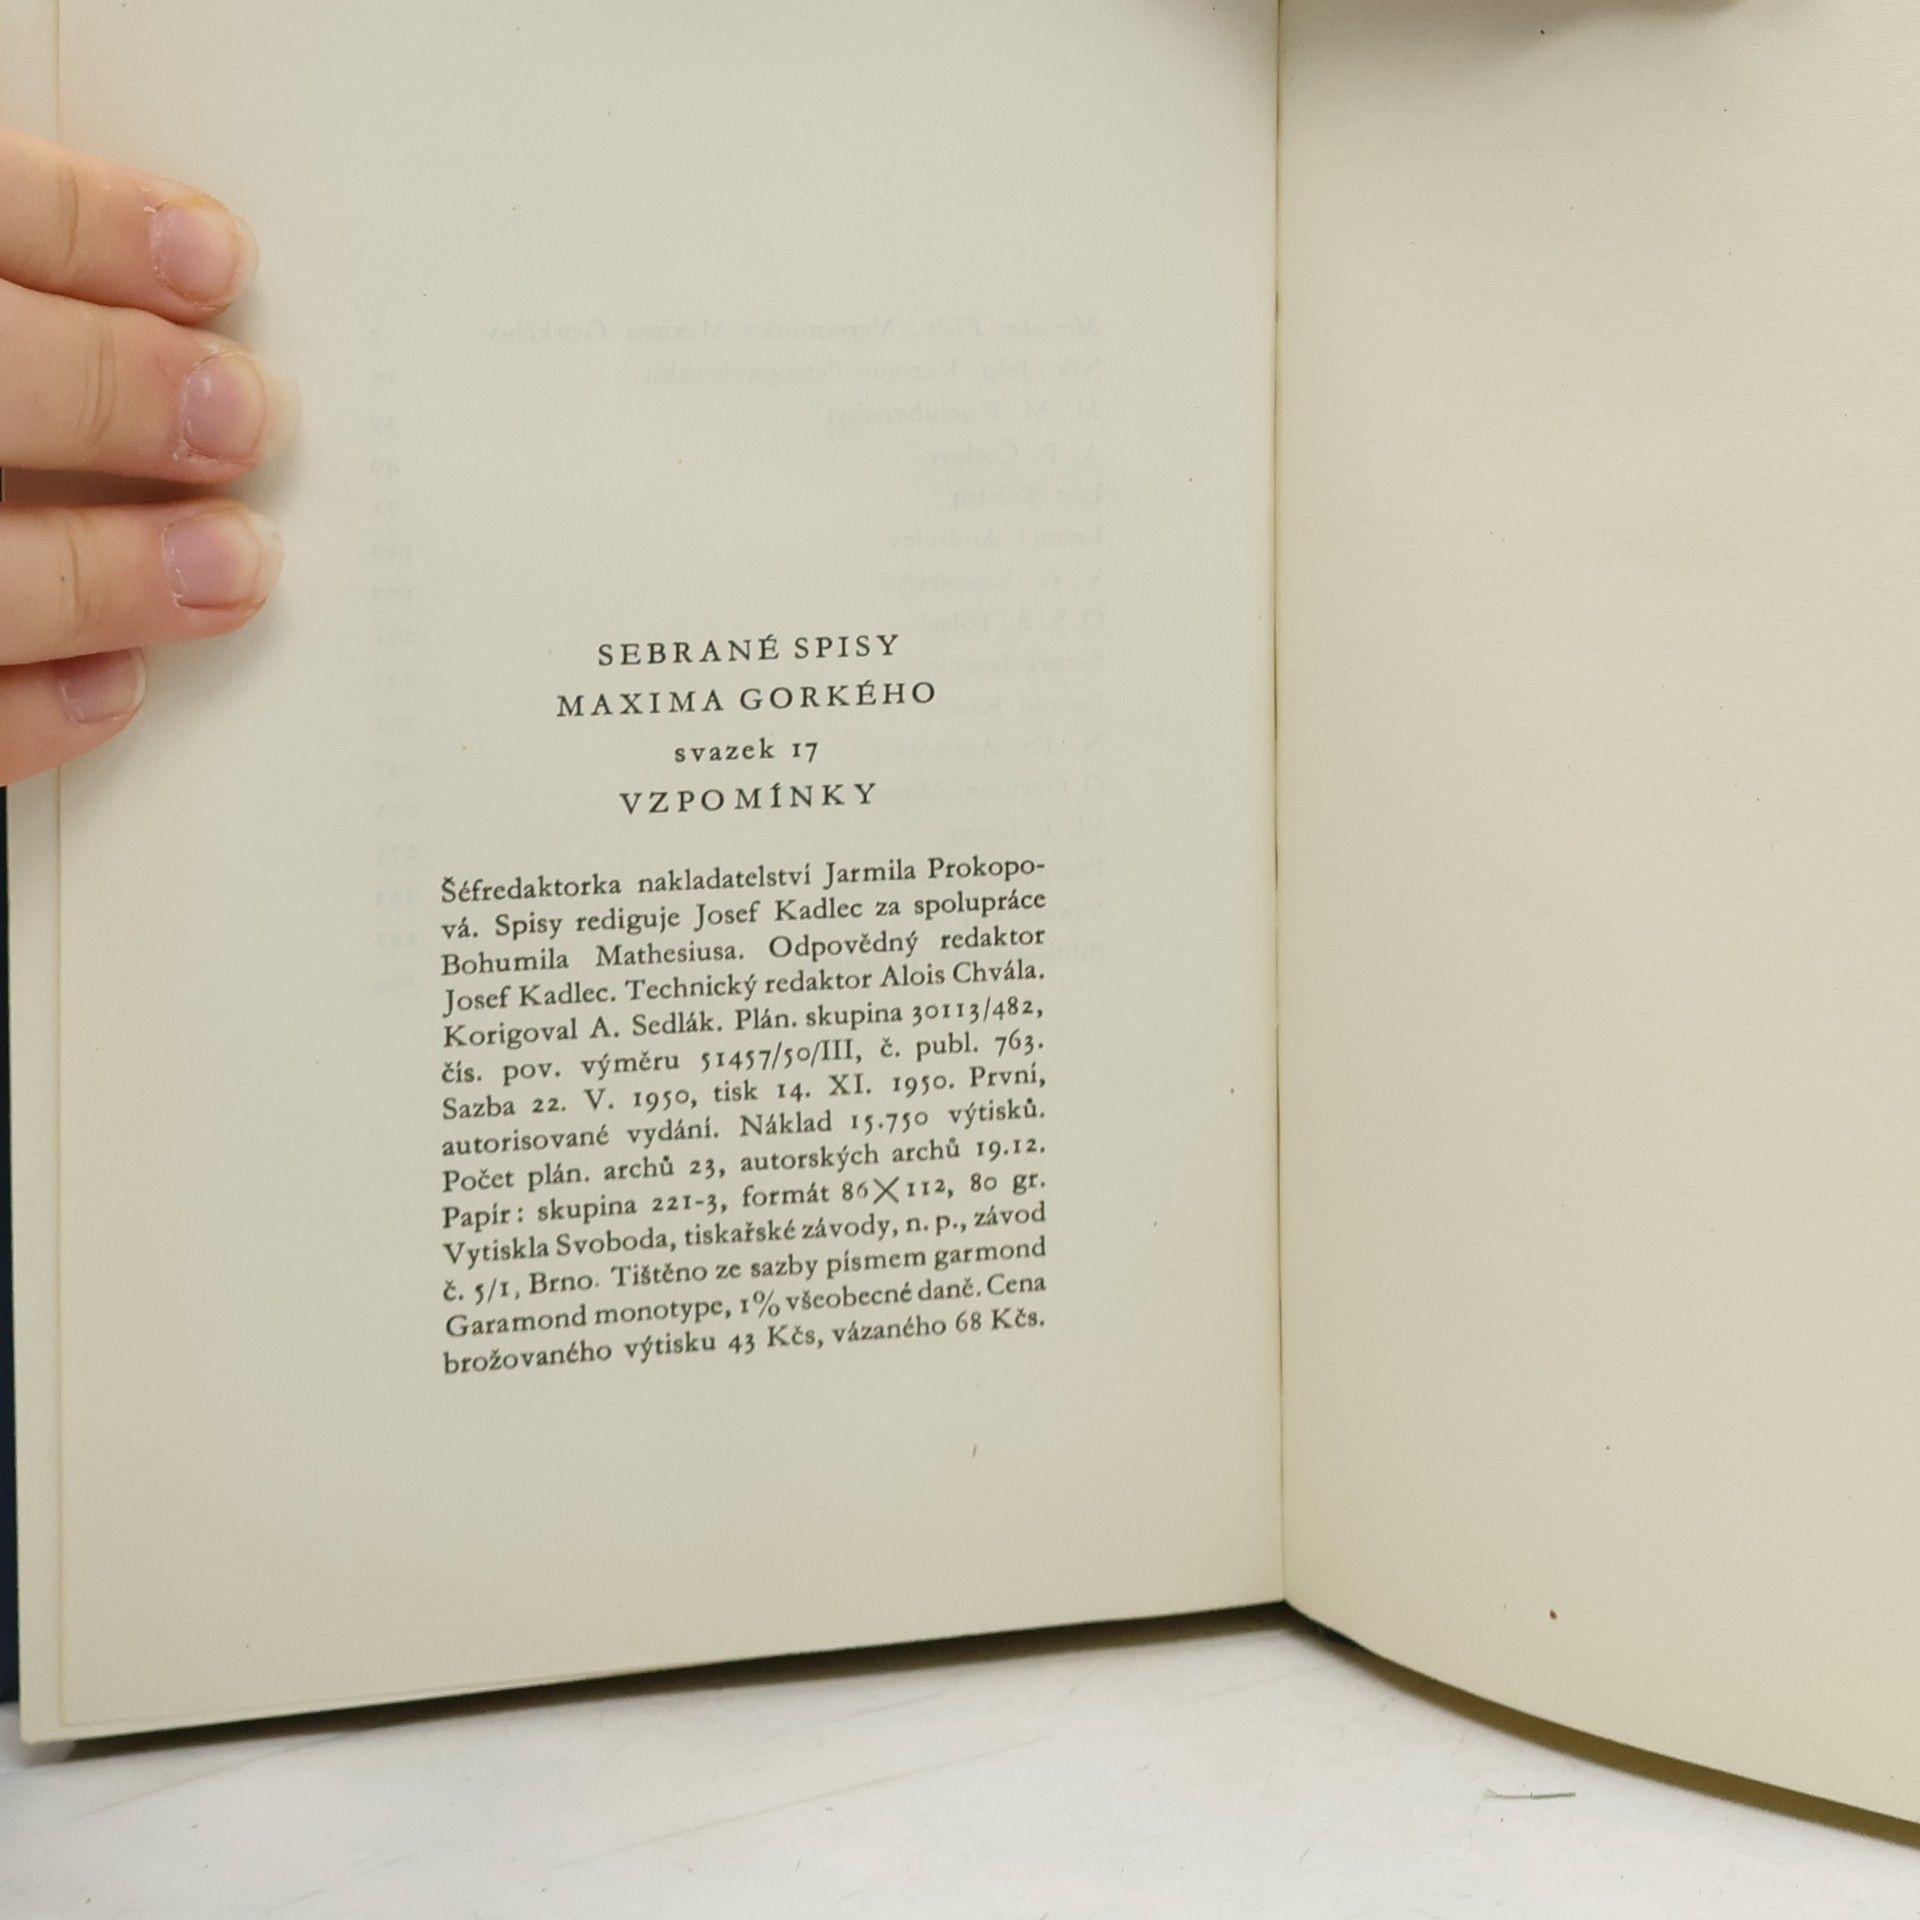 SEBRANÉ SPISY
MAXIMA GORKÉHO
svazek 17
VZPOMÍNKY
Šéfredaktorka nakladatelství Jarmila Prokopo-
vá. Spisy rediguje Josef Kadlec za spolupráce
Bohumila Mathesiusa. Odpovědný redaktor
Josef Kadlec. Technický redaktor Alois Chvála.
Korigoval A. Sedlák. Plán. skupina 30113/482,
čís. pov. výměru 51457/50/III, č. publ. 763.
Sazba 22. V. 1950, tisk 14. XI. 1950. První,
autorisované vydání. Náklad 15.750 výtisků.
Počet plán. archů 23, autorských archů 19.12.
Papír: skupina 221-3, formát 86×112, 80 gr.
Vytiskla Svoboda, tiskařské závody, n. p., závod
č. 5/1, Brno. Tištěno ze sazby písmem garmond
Garamond monotype, 1% všeobecné daně. Cena
brožovaného výtisku 43 Kčs, vázaného 68 Kčs.